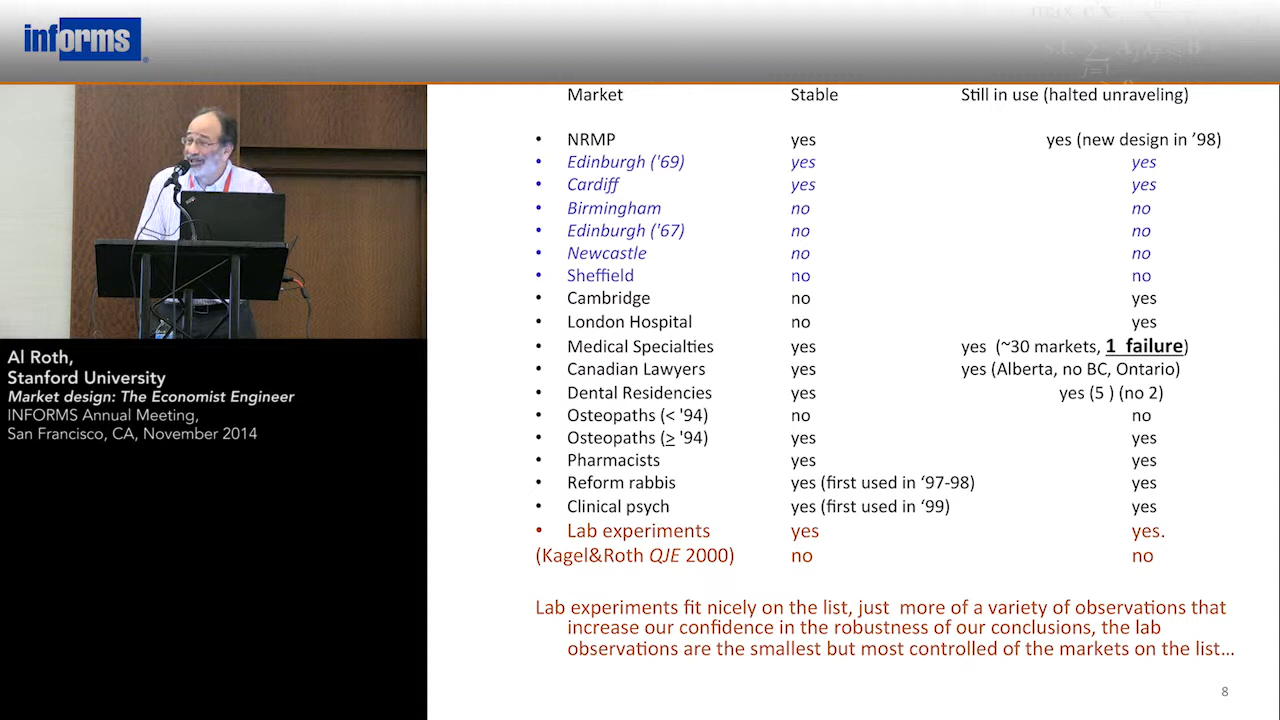 informs
max c'x
Market Stable Still in use (halted unraveling)
• NRMP yes yes (new design in ’98)
• Edinburgh ('69) yes yes
• Cardiff yes yes
• Birmingham no no
• Edinburgh ('67) no no
• Newcastle no no
• Sheffield no no
• Cambridge no yes
• London Hospital no yes
• Medical Specialties yes yes (~30 markets, 1 failure)
• Canadian Lawyers yes yes (Alberta, no BC, Ontario)
• Dental Residencies yes yes (5 ) (no 2)
• Osteopaths (< '94) no no
• Osteopaths (≥ '94) yes yes
• Pharmacists yes yes
• Reform rabbis yes (first used in ‘97-98) yes
• Clinical psych yes (first used in ‘99) yes
• Lab experiments yes yes.
(Kagel&Roth QJE 2000) no no
Lab experiments fit nicely on the list, just more of a variety of observations that
increase our confidence in the robustness of our conclusions, the lab
observations are the smallest but most controlled of the markets on the list…
8
Al Roth,
Stanford University
Market design: The Economist Engineer
INFORMS Annual Meeting,
San Francisco, CA, November 2014